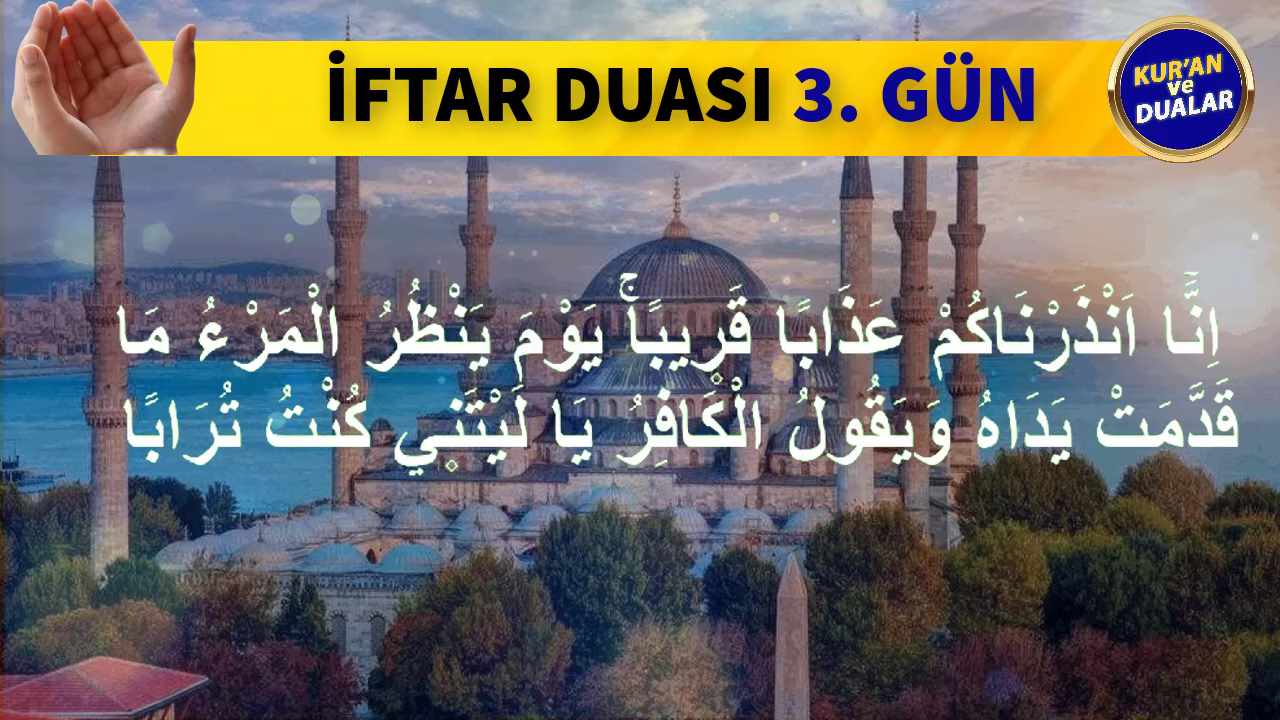 İFTAR DUASI 3. GÜN
KUR'AN
ve
DUALAR
اِنَّٓا اَنْذَرْنَاكُمْ عَذَابًا قَرِيبًاۚ يَوْمَ يَنْظُرُ الْمَرْءُ مَا
قَدَّمَتْ يَدَاهُ وَيَقُولُ الْكَافِرُ يَا لَيْتَنِي كُنْتُ تُرَابًا